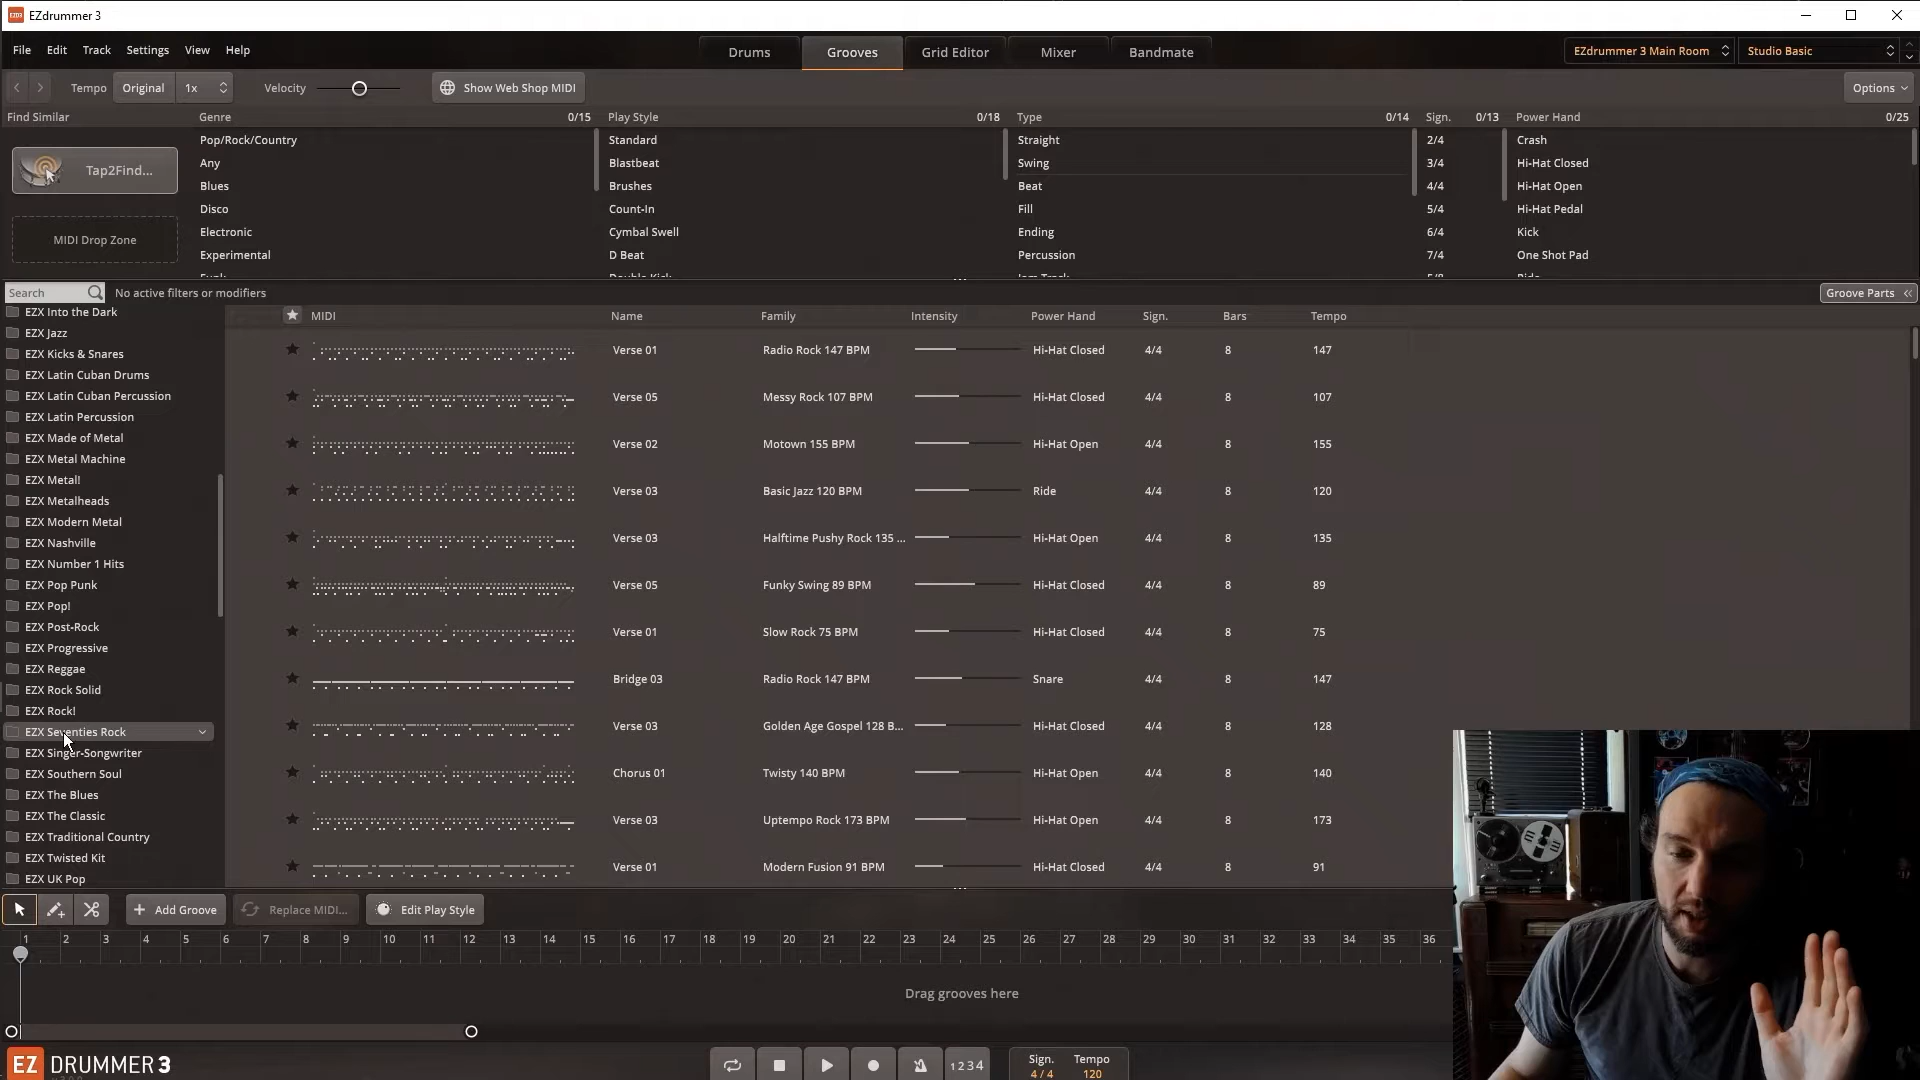 EZdrummer 3
File Edit Track Settings View Help
Drums Grooves Grid Editor Mixer Bandmate
EZdrummer 3 Main Room Studio Basic
Tempo Original 1x Velocity Show Web Shop MIDI Options
Find Similar Genre 0/15 Play Style 0/18 Type 0/14 Sign. 0/13 Power Hand 0/25
Pop/Rock/Country Standard Straight 2/4 Crash
Any Blastbeat Swing 3/4 Hi-Hat Closed
Tap2Find...
Blues Brushes Beat 4/4 Hi-Hat Open
Disco Count-In Fill 5/4 Hi-Hat Pedal
Electronic Cymbal Swell Ending 6/4 Kick
MIDI Drop Zone
Experimental D Beat Percussion 7/4 One Shot Pad
Search No active filters or modifiers Groove Parts
MIDI Name Family Intensity Power Hand Sign. Bars Tempo
EZX Into the Dark
EZX Jazz
EZX Kicks & Snares
EZX Latin Cuban Drums
EZX Latin Cuban Percussion
EZX Latin Percussion
EZX Made of Metal
EZX Metal Machine
EZX Metal!
EZX Metalheads
EZX Modern Metal
EZX Nashville
EZX Number 1 Hits
EZX Pop Punk
EZX Pop!
EZX Post-Rock
EZX Progressive
EZX Reggae
EZX Rock Solid
EZX Rock!
EZX Seventies Rock
EZX Singer-Songwriter
EZX Southern Soul
EZX The Blues
EZX The Classic
EZX Traditional Country
EZX Twisted Kit
EZX UK Pop
Verse 01 Radio Rock 147 BPM Hi-Hat Closed 4/4 8 147
Verse 05 Messy Rock 107 BPM Hi-Hat Closed 4/4 8 107
Verse 02 Motown 155 BPM Hi-Hat Open 4/4 8 155
Verse 03 Basic Jazz 120 BPM Ride 4/4 8 120
Verse 03 Halftime Pushy Rock 135 ... Hi-Hat Open 4/4 8 135
Verse 05 Funky Swing 89 BPM Hi-Hat Closed 4/4 8 89
Verse 01 Slow Rock 75 BPM Hi-Hat Closed 4/4 8 75
Bridge 03 Radio Rock 147 BPM Snare 4/4 8 147
Verse 03 Golden Age Gospel 128 B... Hi-Hat Closed 4/4 8 128
Chorus 01 Twisty 140 BPM Hi-Hat Open 4/4 8 140
Verse 03 Uptempo Rock 173 BPM Hi-Hat Open 4/4 8 173
Verse 01 Modern Fusion 91 BPM Hi-Hat Closed 4/4 8 91
Add Groove Replace MIDI... Edit Play Style
1 2 3 4 5 6 7 8 9 10 11 12 13 14 15 16 17 18 19 20 21 22 23 24 25 26 27 28 29 30 31 32 33 34 35 36
Drag grooves here
EZ DRUMMER 3
1234
Sign. Tempo
4 / 4 120